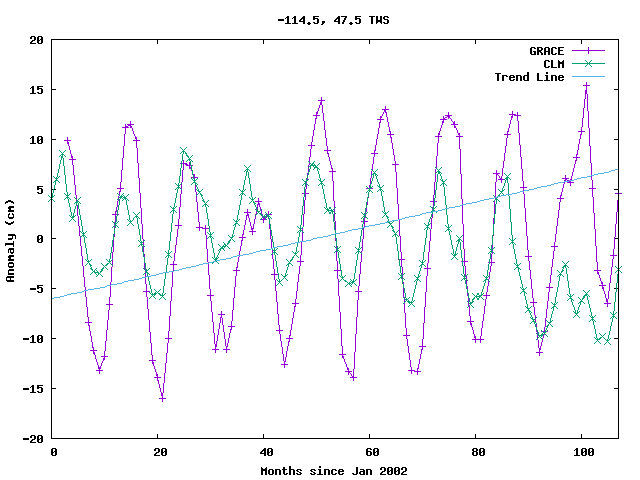 -114.5, 47.5 TWS
GRACE
CLM
Trend Line
20
15
10
5
0
-5
-10
-15
-20
Anomaly (cm)
0 20 40 60 80 100
Months since Jan 2002